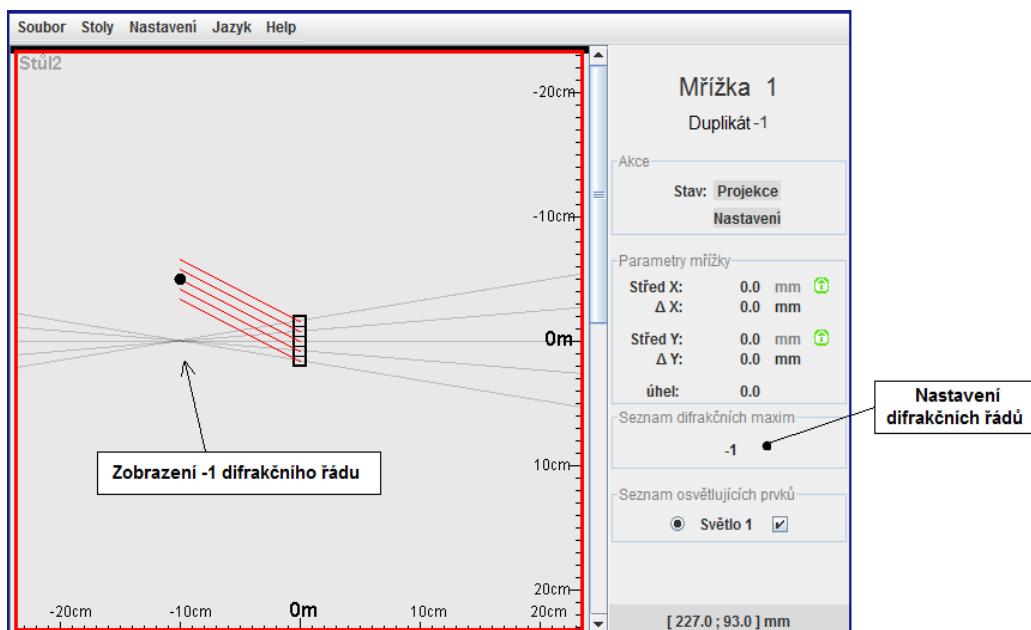 Soubor Stoly Nastavení Jazyk Help
Stůl2
-20cm
-10cm
0m
10cm
20cm
-20cm -10cm 0m 10cm 20cm
Zobrazení -1 difrakčního řádu
Mřížka 1
Duplikát -1
Akce
Stav: Projekce
Nastavení
Parametry mřížky
Střed X: 0.0 mm
Δ X: 0.0 mm
Střed Y: 0.0 mm
Δ Y: 0.0 mm
úhel: 0.0
Seznam difrakčních maxim
-1
Seznam osvětlujících prvků
Světlo 1
[ 227.0 ; 93.0 ] mm
Nastavení
difrakčních řádů